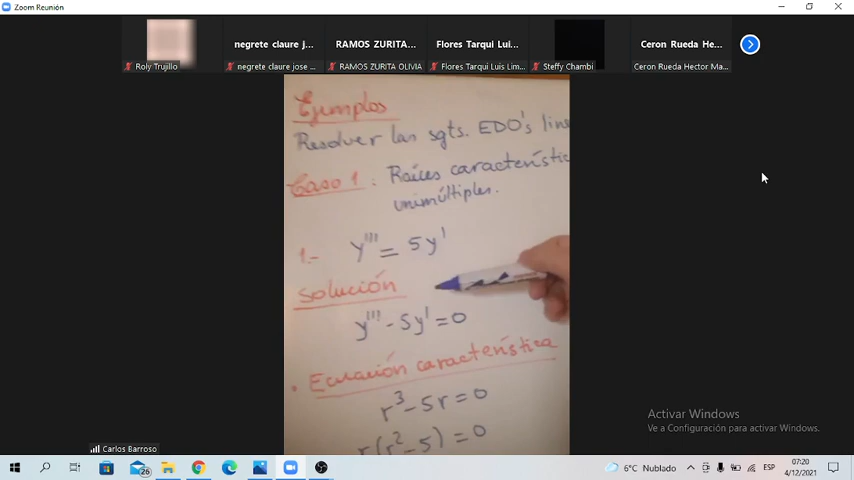 Zoom Reunión
negrete claure j...
RAMOS ZURITA...
Flores Tarqui Lui...
Ceron Rueda He...
Roly Trujillo
negrete claure jose ...
RAMOS ZURITA OLIVIA
Flores Tarqui Luis Lim...
Steffy Chambi
Ceron Rueda Hector Ma...
Ejemplos
Resolver las sgts. EDO's line
Caso 1: Raíces característic
unimúltiples.
1.- y''' = 5y'
Solución
y''' - 5y' = 0
• Ecuación característica
r³ - 5r = 0
r(r² - 5) = 0
Activar Windows
Ve a Configuración para activar Windows.
Carlos Barroso
26
6°C Nublado
ESP
07:20
4/12/2021